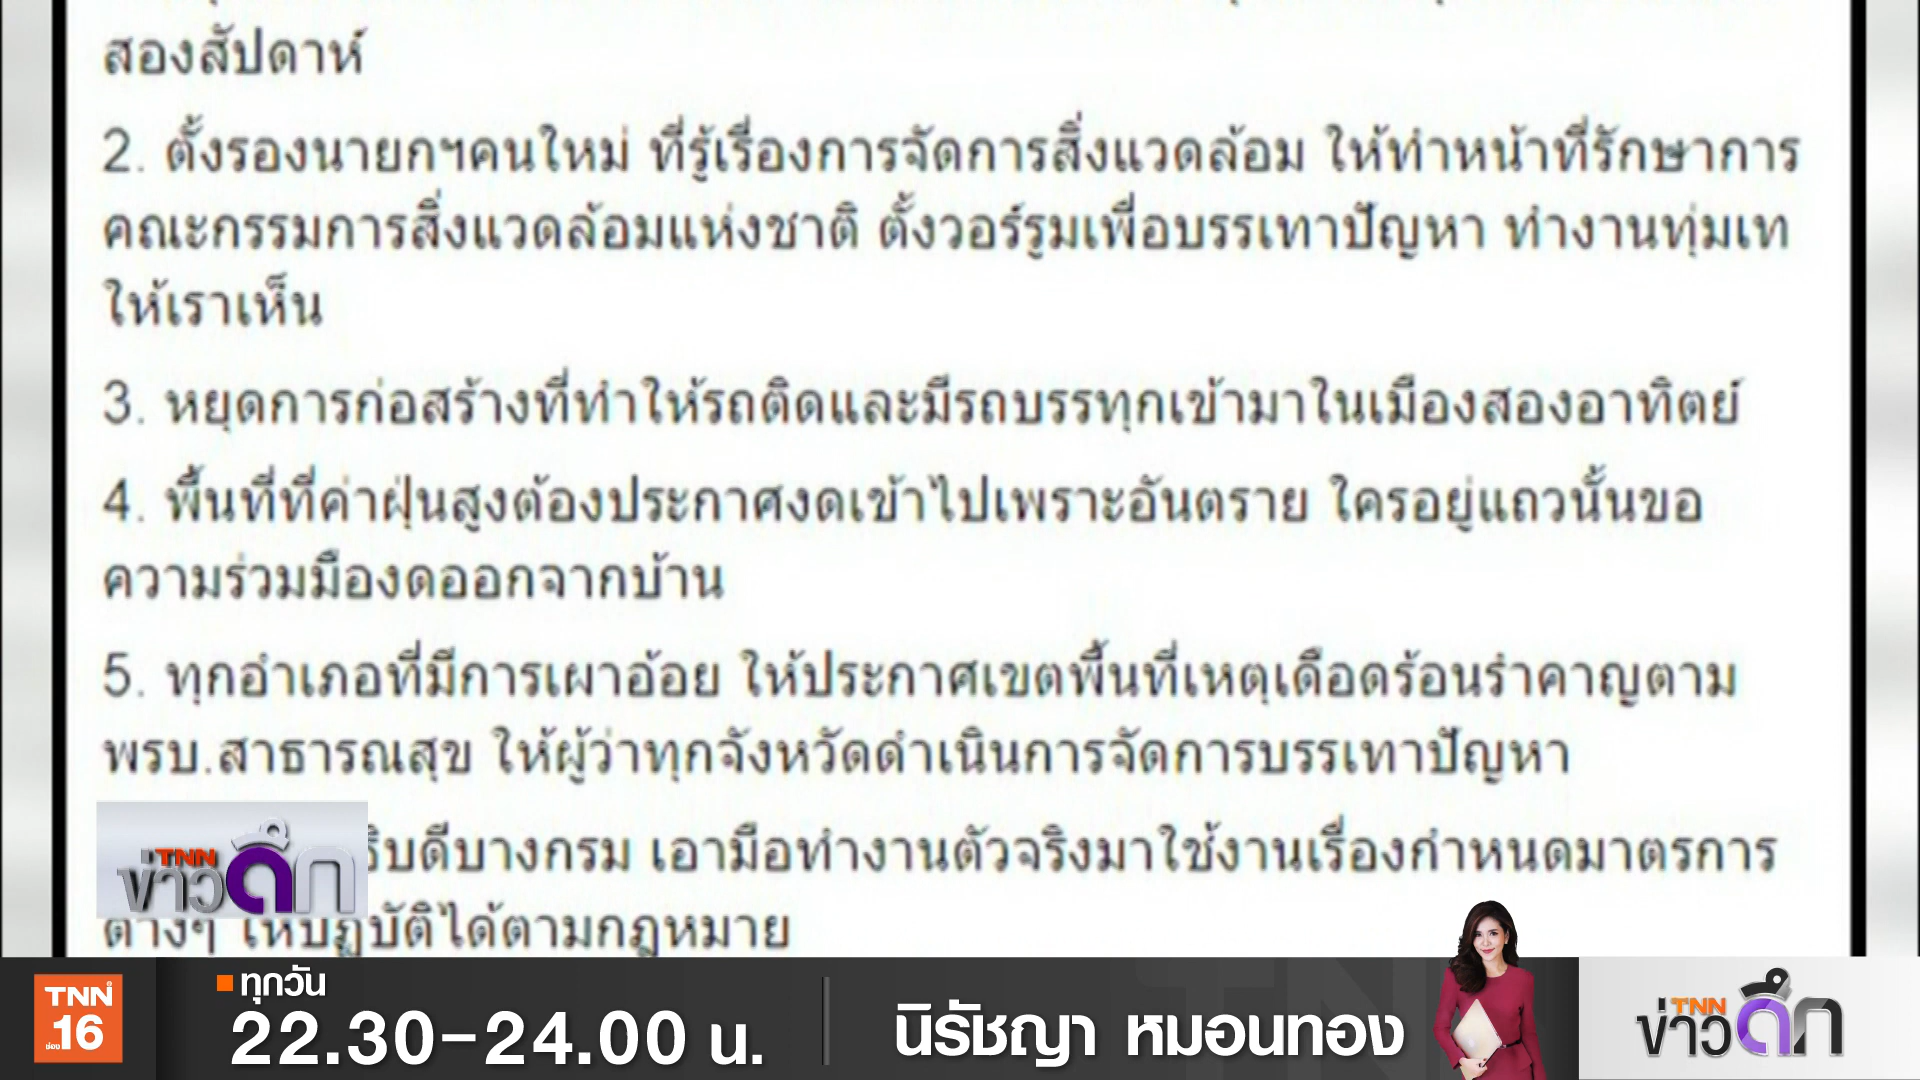 สองสัปดาห์
2. ตั้งรองนายกฯคนใหม่ ที่รู้เรื่องการจัดการสิ่งแวดล้อม ให้ทำหน้าที่รักษาการ
คณะกรรมการสิ่งแวดล้อมแห่งชาติ ตั้งวอร์รูมเพื่อบรรเทาปัญหา ทำงานทุ่มเท
ให้เราเห็น
3. หยุดการก่อสร้างที่ทำให้รถติดและมีรถบรรทุกเข้ามาในเมืองสองอาทิตย์
4. พื้นที่ที่ค่าฝุ่นสูงต้องประกาศงดเข้าไปเพราะอันตราย ใครอยู่แถวนั้นขอ
ความร่วมมืองดออกจากบ้าน
5. ทุกอำเภอที่มีการเผาอ้อย ให้ประกาศเขตพื้นที่เหตุเดือดร้อนรำคาญตาม
พรบ.สาธารณสุข ให้ผู้ว่าทุกจังหวัดดำเนินการจัดการบรรเทาปัญหา
ธิบดีบางกรม เอามือทำงานตัวจริงมาใช้งานเรื่องกำหนดมาตรการ
ต่างๆ ให้ปฏิบัติได้ตามกฎหมาย
TNN
ข่าวดึก
TNN
ช่อง 16
ทุกวัน
22.30-24.00 น.
นิรัชญา หมอนทอง
TNN
ข่าวดึก